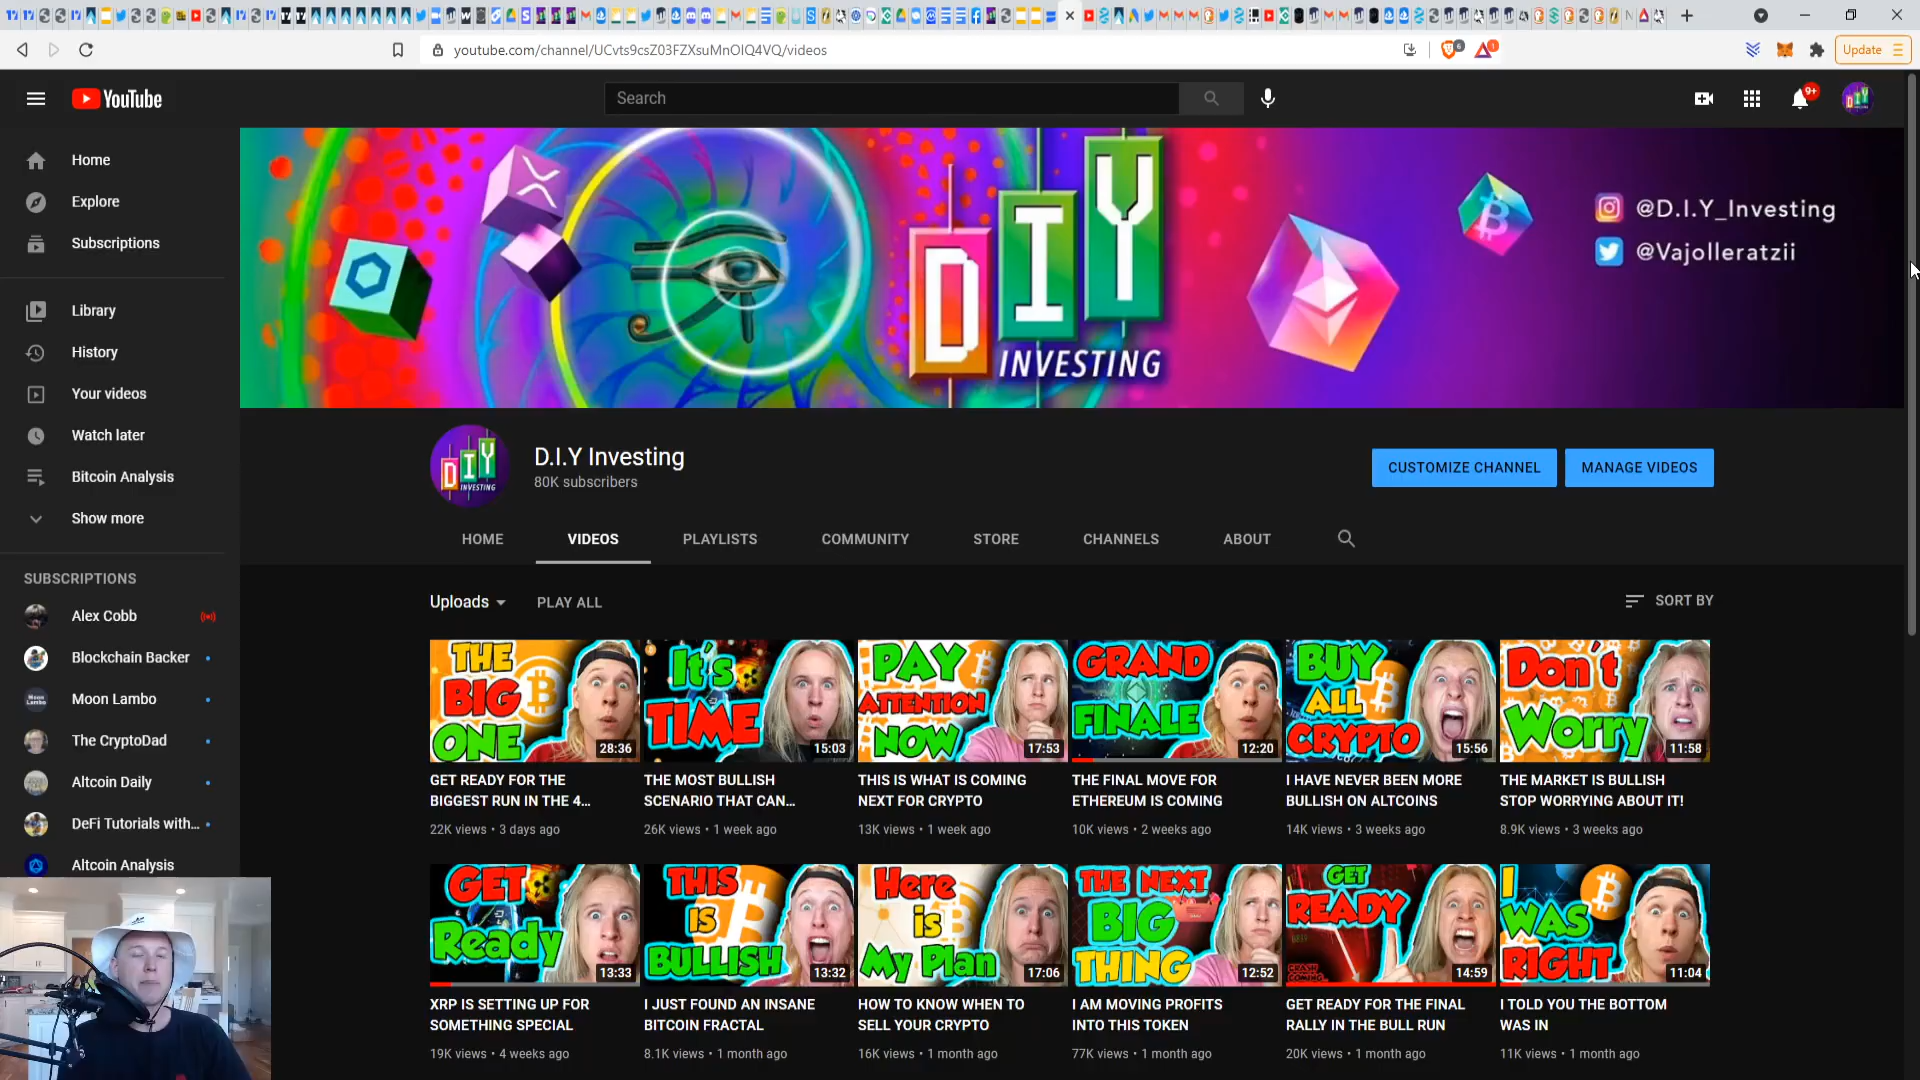 youtube.com/channel/UCvts9csZ03FZXsuMnOIQ4VQ/videos
6
1
Update
YouTube
Search
9+
Home
Explore
Subscriptions
Library
History
Your videos
Watch later
Bitcoin Analysis
Show more
SUBSCRIPTIONS
Alex Cobb
Blockchain Backer
Moon Lambo
The CryptoDad
Altcoin Daily
DeFi Tutorials with...
Altcoin Analysis
DIY
INVESTING
@D.I.Y_Investing
@Vajolleratzii
DIY
INVESTING
D.I.Y Investing
80K subscribers
CUSTOMIZE CHANNEL
MANAGE VIDEOS
HOME
VIDEOS
PLAYLISTS
COMMUNITY
STORE
CHANNELS
ABOUT
Uploads
PLAY ALL
SORT BY
THE
BIG
ONE
28:36
GET READY FOR THE
BIGGEST RUN IN THE 4...
22K views • 3 days ago
It's
TIME
15:03
THE MOST BULLISH
SCENARIO THAT CAN...
26K views • 1 week ago
PAY
ATTENTION
NOW
17:53
THIS IS WHAT IS COMING
NEXT FOR CRYPTO
13K views • 1 week ago
GRAND
FINALE
12:20
THE FINAL MOVE FOR
ETHEREUM IS COMING
10K views • 2 weeks ago
BUY
ALL
CRYPTO
15:56
I HAVE NEVER BEEN MORE
BULLISH ON ALTCOINS
14K views • 3 weeks ago
Don't
Worry
11:58
THE MARKET IS BULLISH
STOP WORRYING ABOUT IT!
8.9K views • 3 weeks ago
GET
Ready
13:33
XRP IS SETTING UP FOR
SOMETHING SPECIAL
19K views • 4 weeks ago
THIS
IS
BULLISH
13:32
I JUST FOUND AN INSANE
BITCOIN FRACTAL
8.1K views • 1 month ago
Here
is
My Plan
17:06
HOW TO KNOW WHEN TO
SELL YOUR CRYPTO
16K views • 1 month ago
THE NEXT
BIG
THING
12:52
I AM MOVING PROFITS
INTO THIS TOKEN
77K views • 1 month ago
GET
READY
14:59
GET READY FOR THE FINAL
RALLY IN THE BULL RUN
20K views • 1 month ago
I
WAS
RIGHT
11:04
I TOLD YOU THE BOTTOM
WAS IN
11K views • 1 month ago